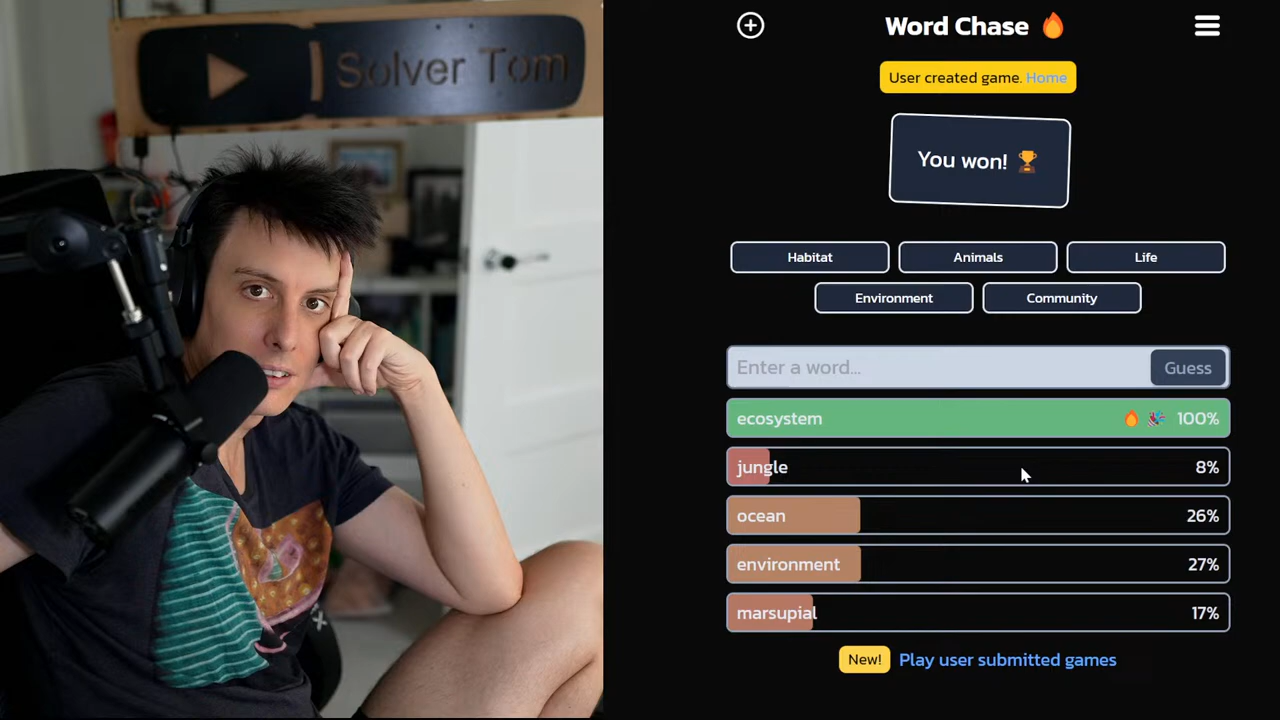 Solver Tom
Word Chase
User created game. Home
You won!
Habitat
Animals
Life
Environment
Community
Enter a word...
Guess
ecosystem
100%
jungle
8%
ocean
26%
environment
27%
marsupial
17%
New!
Play user submitted games